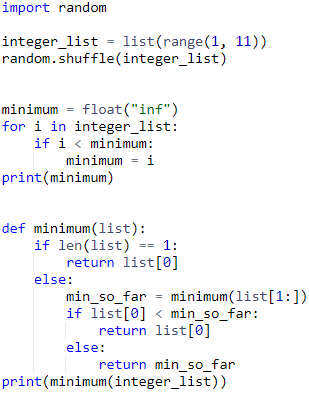 import random

integer_list = list(range(1, 11))
random.shuffle(integer_list)


minimum = float("inf")
for i in integer_list:
    if i < minimum:
        minimum = i
print(minimum)


def minimum(list):
    if len(list) == 1:
        return list[0]
    else:
        min_so_far = minimum(list[1:])
        if list[0] < min_so_far:
            return list[0]
        else:
            return min_so_far
print(minimum(integer_list))